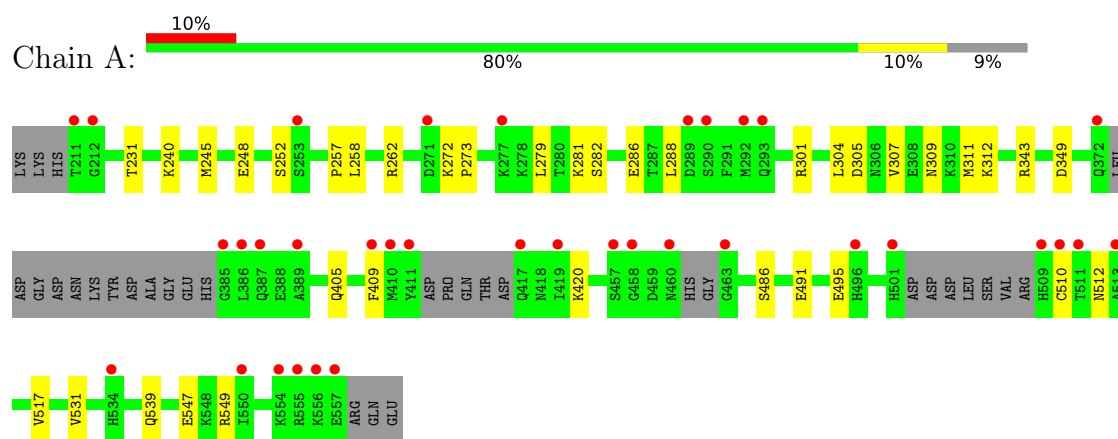 10%
Chain A:
80% 10% 9%
LYS LYS HIS T211 G212 T231 K240 M245 E248 S252 S253 P257 L258 R262 D271 K272 P273 K277 K278 L279 T280 K281 S282 E286 T287 L288 D289 S290 F291 M292 Q293 R301 L304 D305 N306 V307 E308 N309 K310 M311 K312 R343 D349 Q372 LEU
ASP GLY ASP ASN LYS TYR ASP ALA GLY GLU HIS G385 L386 Q387 E388 A389 Q405 F409 M410 Y411 ASP PRO GLN THR ASP Q417 N418 I419 K420 S457 G458 D459 N460 HIS GLY G463 S486 E491 E495 H496 H501 ASP ASP ASP LEU SER VAL ARG H509 C510 T511 N512 A513
V517 V531 H534 Q539 E547 K548 R549 I550 K554 R555 K556 E557 ARG GLN GLU